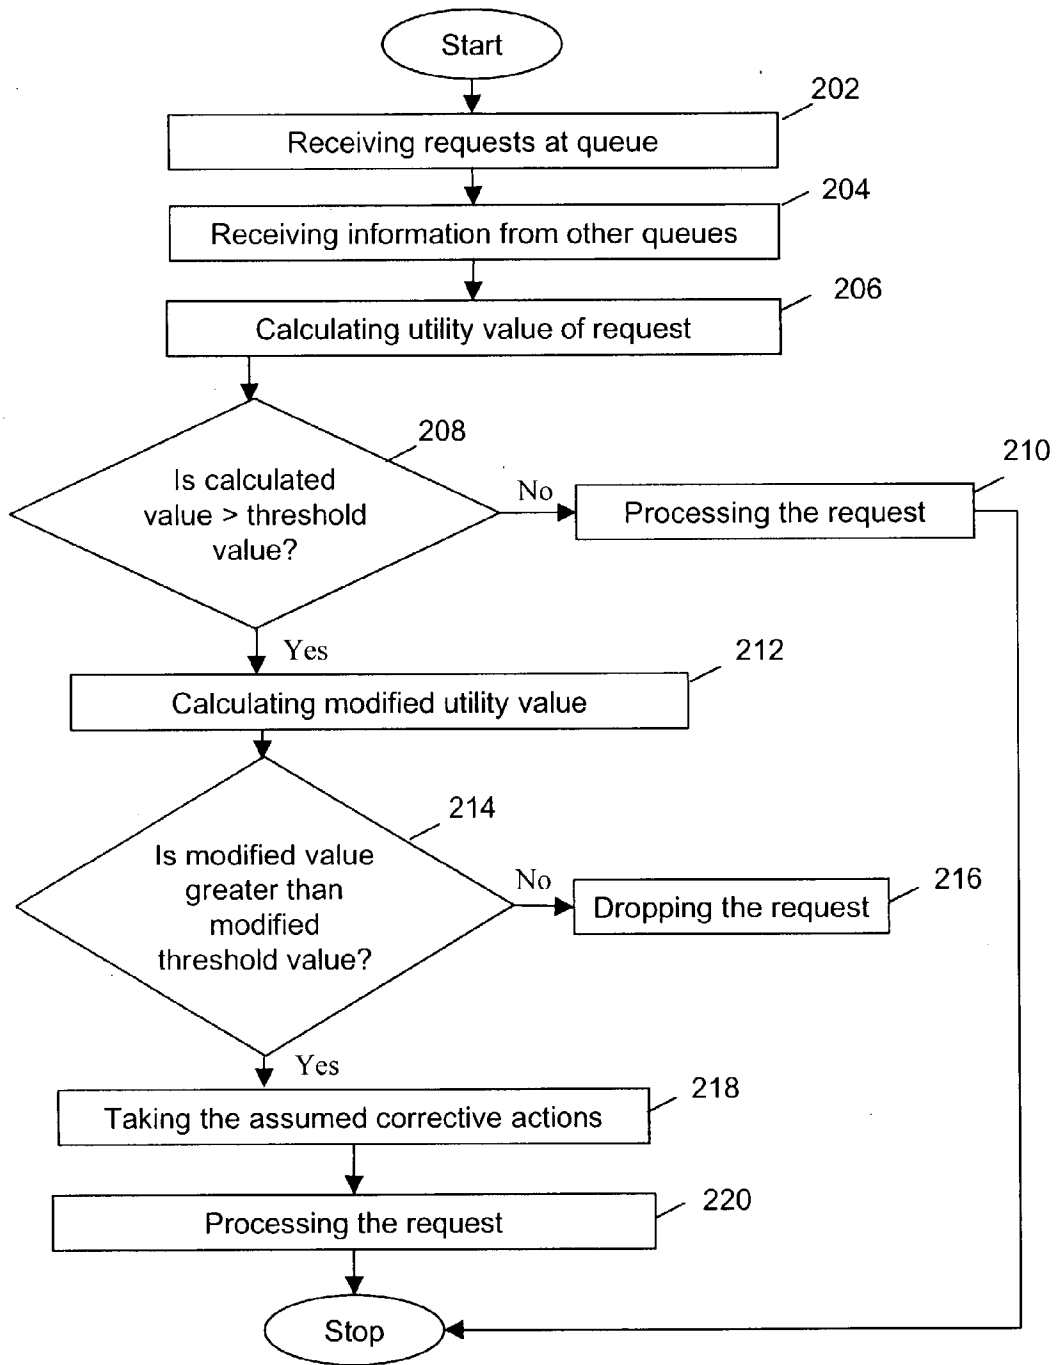 Start
202
Receiving requests at queue
204
Receiving information from other queues
206
Calculating utility value of request
208
Is calculated
value > threshold
value?
No
210
Processing the request
Yes
212
Calculating modified utility value
214
Is modified value
greater than
modified
threshold value?
No
216
Dropping the request
Yes
218
Taking the assumed corrective actions
220
Processing the request
Stop